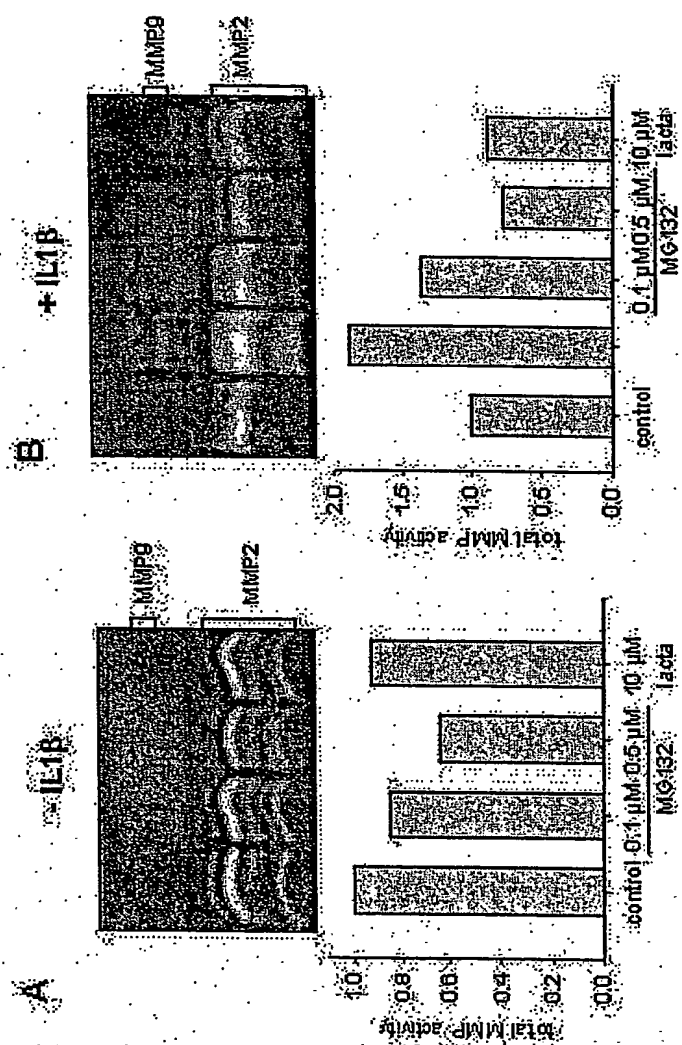 A
- IL1β
MMP9
MMP2
total MMP activity
1.0
0.8
0.6
0.4
0.2
0.0
control 0.1 µM 0.5 µM 10 µM
MG132 lacta
B
+ IL1β
MMP9
MMP2
total MMP activity
2.0
1.5
1.0
0.5
0.0
control 0.1 µM 0.5 µM 10 µM
MG132 lacta